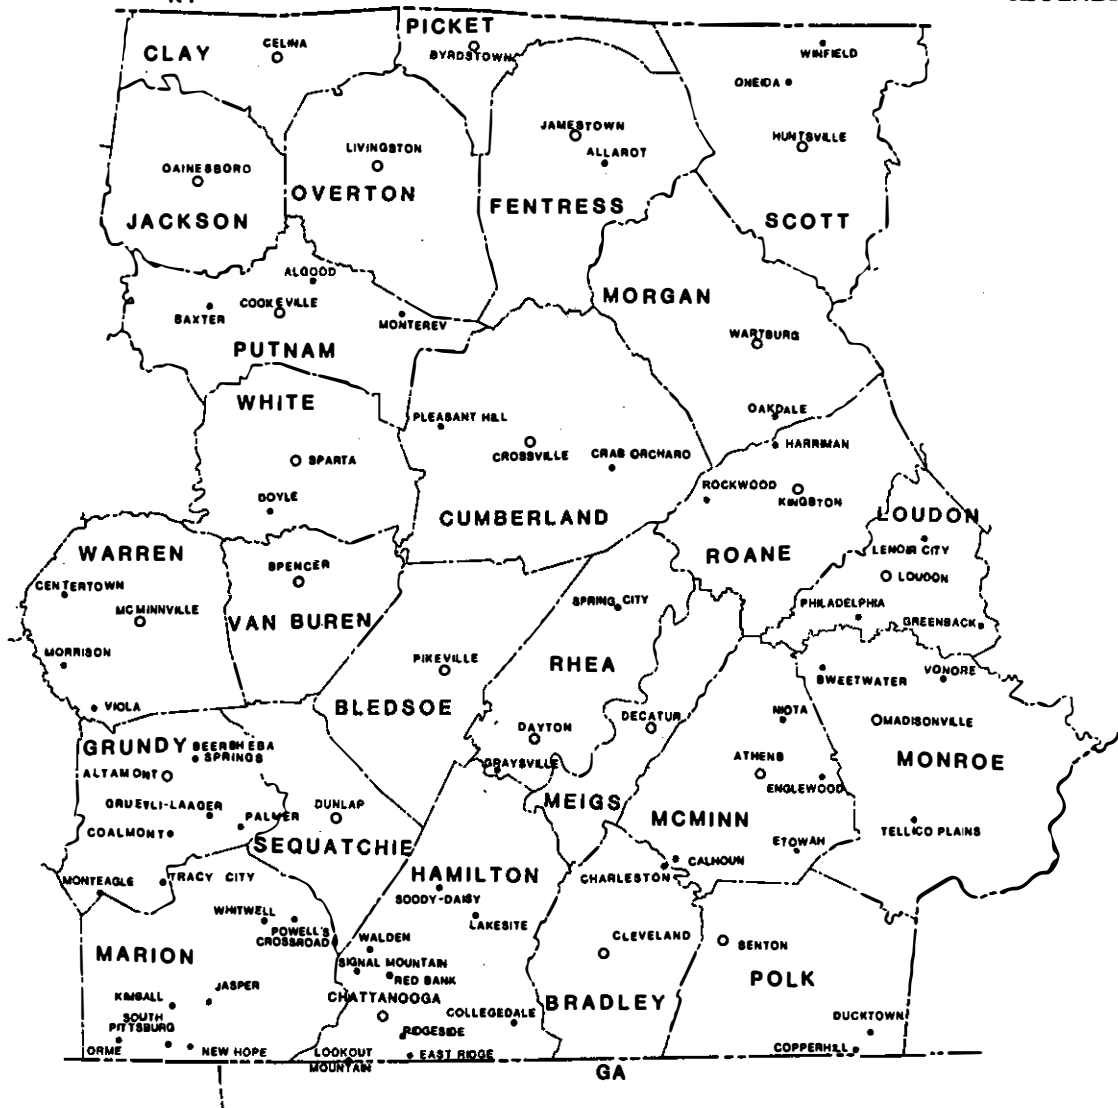 PICKET
CLAY
CELINA
BYRDSTOWN
WINFIELD
ONEIDA
JAMESTOWN
HUNTSVILLE
LIVINGSTON
ALLAROT
GAINESBORO
OVERTON
FENTRESS
JACKSON
SCOTT
ALGOOD
MORGAN
COOKEVILLE
BAXTER
MONTEREV
WARTBURG
PUTNAM
WHITE
OAKDALE
PLEASANT HILL
HARRIMAN
CROSSVILLE
CRAB ORCHARD
SPARTA
ROCKWOOD
KINGSTON
DOYLE
CUMBERLAND
LOUDON
WARREN
ROANE
LENOIR CITY
SPENCER
LOUDON
CENTERTOWN
SPRING CITY
PHILADELPHIA
MCMINNVILLE
VAN BUREN
GREENBACK
MORRISON
PIKEVILLE
RHEA
SWEETWATER
VONORE
VIOLA
BLEDSOE
DECATUR
NIOTA
MADISONVILLE
DAYTON
GRUNDY
BEERSHEBA
SPRINGS
ATHENS
MONROE
ALTAMONT
GRAYSVILLE
ENGLEWOOD
GRUETLI-LAAGER
DUNLAP
MEIGS
PALMER
MCMINN
COALMONT
TELLICO PLAINS
SEQUATCHIE
ETOWAH
CALHOUN
MONTEAGLE
TRACY CITY
HAMILTON
CHARLESTON
SODDY-DAISY
WHITWELL
POWELL'S
CROSSROAD
LAKESITE
WALDEN
CLEVELAND
BENTON
MARION
SIGNAL MOUNTAIN
RED BANK
POLK
JASPER
KIMBALL
CHATTANOOGA
BRADLEY
SOUTH
PITTSBURG
COLLEGEDALE
DUCKTOWN
RIDGESIDE
ORME
NEW HOPE
LOOKOUT
MOUNTAIN
EAST RIDGE
COPPERHILL
GA